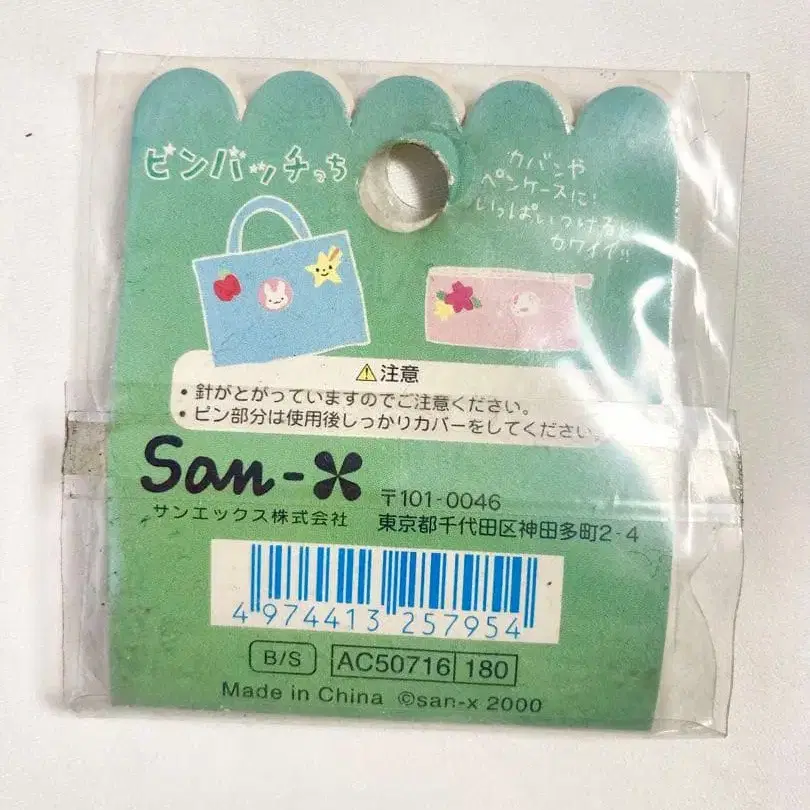 ピンバッチっち
カバンや
ペンケースに!
いっぱいつけると
カワイイ!!
注意
・針がとがっていますのでご注意ください。
・ピン部分は使用後しっかりカバーをしてください。
San-X
サンエックス株式会社
〒101-0046
東京都千代田区神田多町2-4
4 974413 257954
B/S AC50716 180
Made in China ©san-x 2000